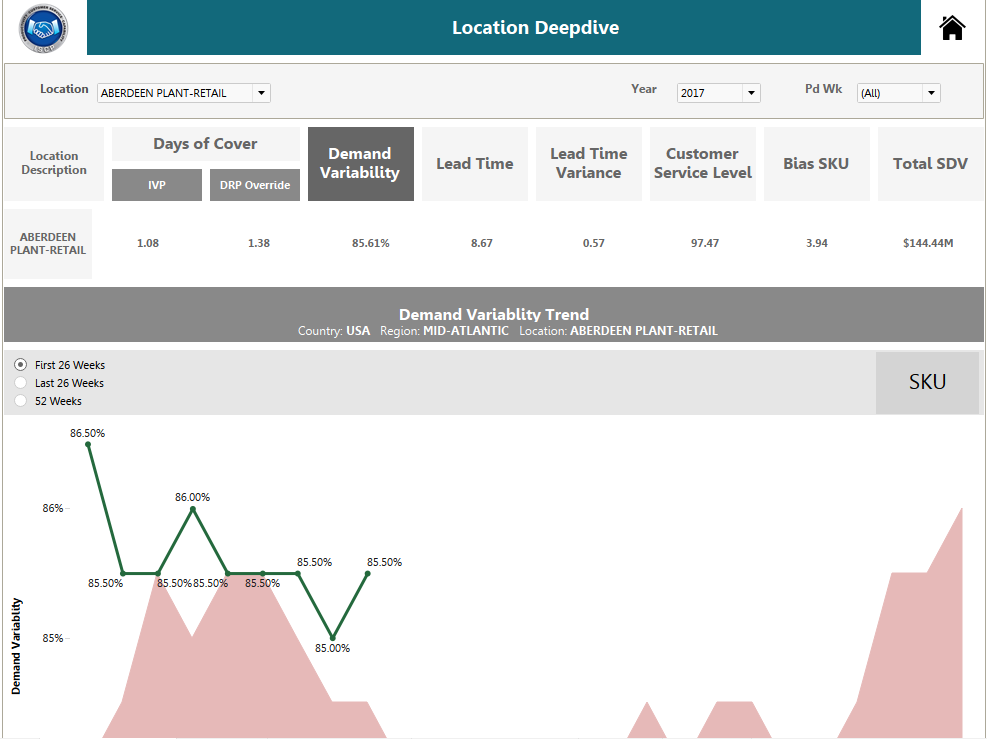 Location Deepdive
Location ABERDEEN PLANT-RETAIL Year 2017 Pd Wk (All)
Location Description
Days of Cover
IVP
DRP Override
Demand Variability
Lead Time
Lead Time Variance
Customer Service Level
Bias SKU
Total SDV
ABERDEEN PLANT-RETAIL
1.08 1.38 85.61% 8.67 0.57 97.47 3.94 $144.44M
Demand Variablity Trend
Country: USA Region: MID-ATLANTIC Location: ABERDEEN PLANT-RETAIL
First 26 Weeks
Last 26 Weeks
52 Weeks
SKU
86.50%
86.00%
86%
85.50%
85.50%
85.50%
85.50%
85.50%
85.50%
85%
85.00%
Demand Variablity